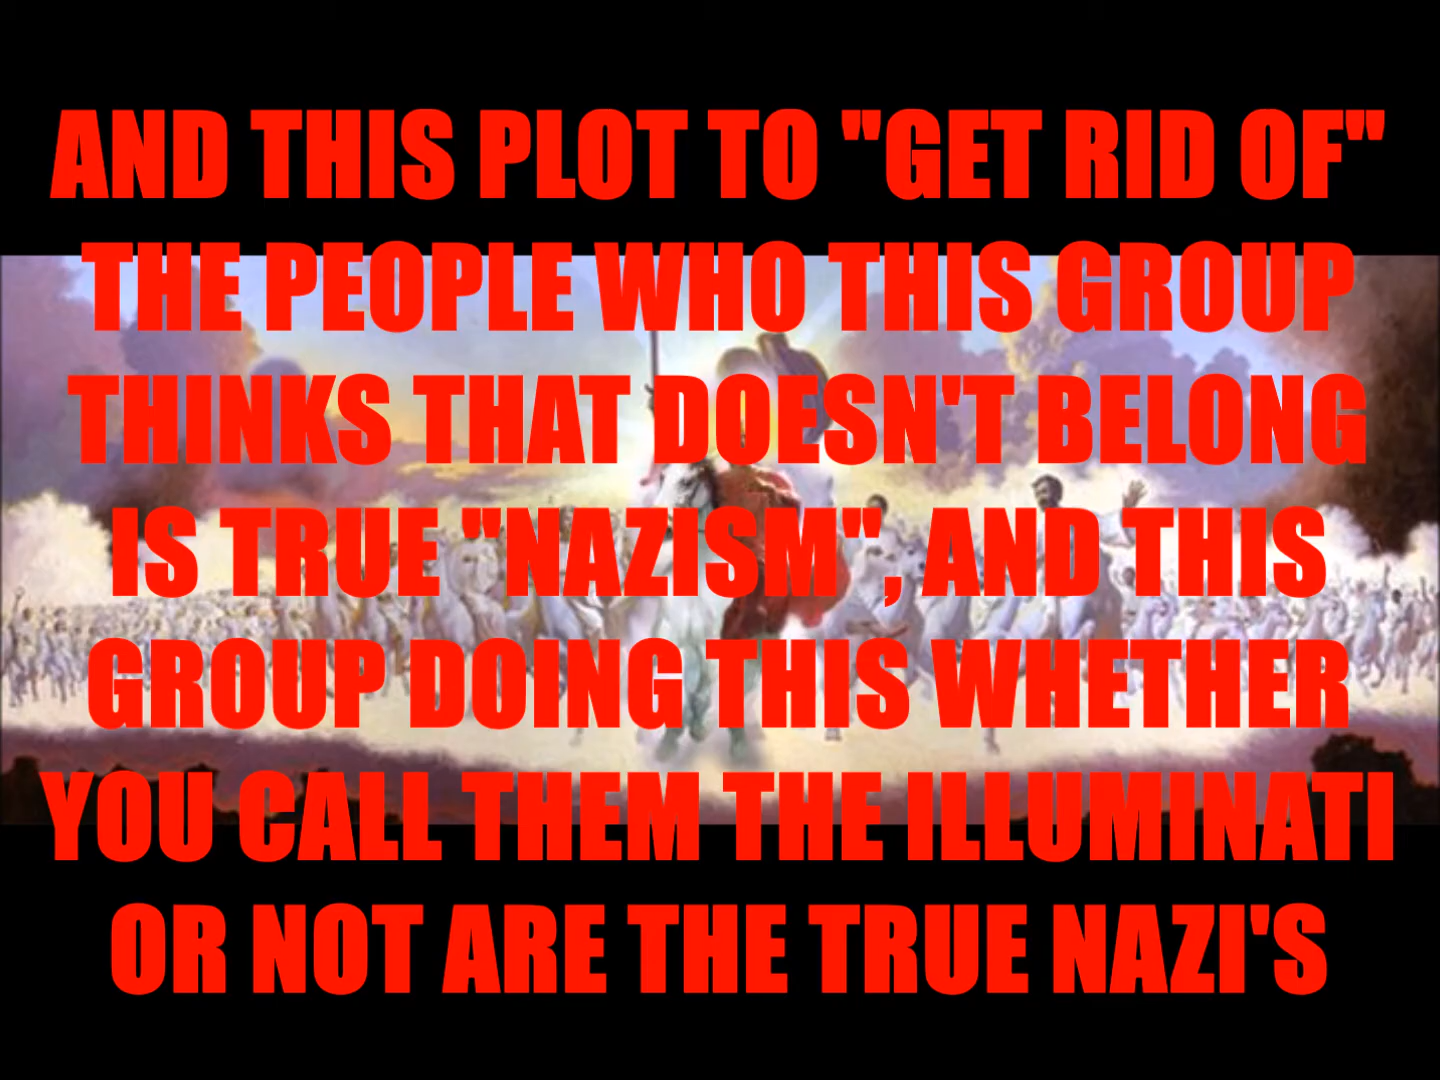 AND THIS PLOT TO "GET RID OF"
THE PEOPLE WHO THIS GROUP
THINKS THAT DOESN'T BELONG
IS TRUE "NAZISM", AND THIS
GROUP DOING THIS WHETHER
YOU CALL THEM THE ILLUMINATI
OR NOT ARE THE TRUE NAZI'S